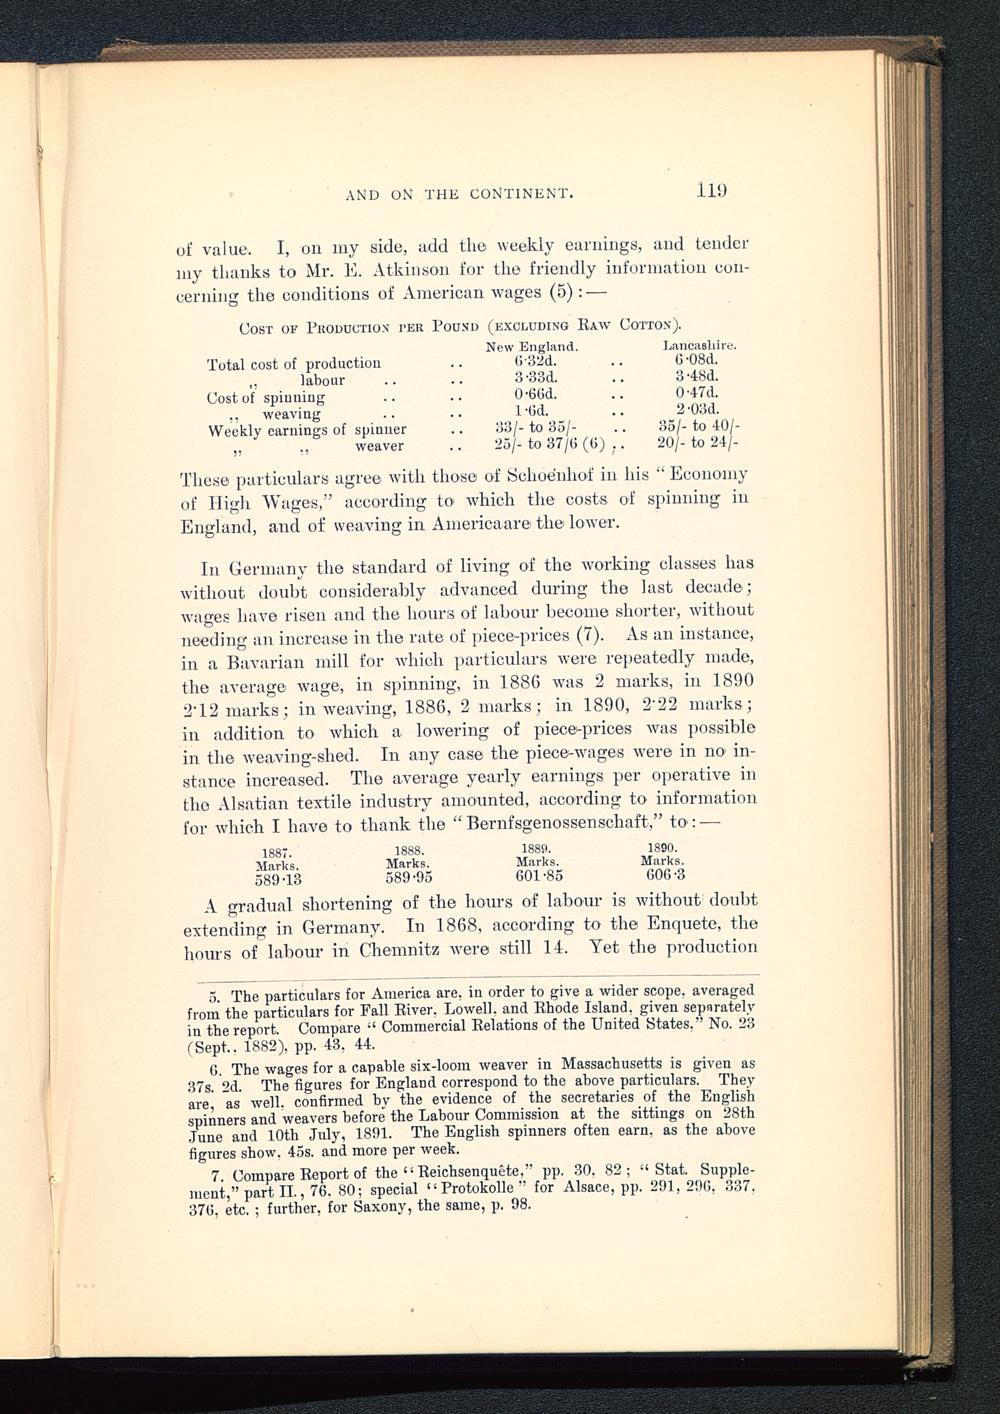 AND ON THE CONTINENT. 119
of value. I, on my side, add the weekly earnings, and tender
my thanks to Mr. E. Atkinson for the friendly information con-
cerning the conditions of American wages (5) :—
COST OF PRODUCTION PER POUND (EXCLUDING RAW COTTON).
New England. Lancashire.
Total cost of production .. 6·32d. .. 6·08d.
,, labour .. .. 3·33d. .. 3·48d.
Cost of spinning .. .. 0·66d. .. 0·47d.
,, weaving .. .. 1·6d. .. 2·03d.
Weekly earnings of spinner .. 33/- to 35/- .. 35/- to 40/-
,, ,, weaver .. 25/- to 37/6 (6) .. 20/- to 24/-
These particulars agree with those of Schoenhof in his “Economy
of High Wages,” according to which the costs of spinning in
England, and of weaving in Americaare the lower.
In Germany the standard of living of the working classes has
without doubt considerably advanced during the last decade;
wages have risen and the hours of labour become shorter, without
needing an increase in the rate of piece-prices (7). As an instance,
in a Bavarian mill for which particulars were repeatedly made,
the average wage, in spinning, in 1886 was 2 marks, in 1890
2·12 marks; in weaving, 1886, 2 marks; in 1890, 2·22 marks;
in addition to which a lowering of piece-prices was possible
in the weaving-shed. In any case the piece-wages were in no in-
stance increased. The average yearly earnings per operative in
the Alsatian textile industry amounted, according to information
for which I have to thank the “Bernfsgenossenschaft,” to :—
1887. 1888. 1889. 1890.
Marks. Marks. Marks. Marks.
589·13 589·95 601·85 606·3
A gradual shortening of the hours of labour is without doubt
extending in Germany. In 1868, according to the Enquete, the
hours of labour in Chemnitz were still 14. Yet the production
5. The particulars for America are, in order to give a wider scope, averaged
from the particulars for Fall River, Lowell, and Rhode Island, given separately
in the report. Compare “Commercial Relations of the United States,” No. 23
(Sept., 1882), pp. 43, 44.
6. The wages for a capable six-loom weaver in Massachusetts is given as
37s. 2d. The figures for England correspond to the above particulars. They
are, as well, confirmed by the evidence of the secretaries of the English
spinners and weavers before the Labour Commission at the sittings on 28th
June and 10th July, 1891. The English spinners often earn, as the above
figures show, 45s. and more per week.
7. Compare Report of the “Reichsenquête,” pp. 30, 82; “Stat. Supple-
ment,” part II., 76, 80; special “Protokolle” for Alsace, pp. 291, 296, 337,
376, etc.; further, for Saxony, the same, p. 98.